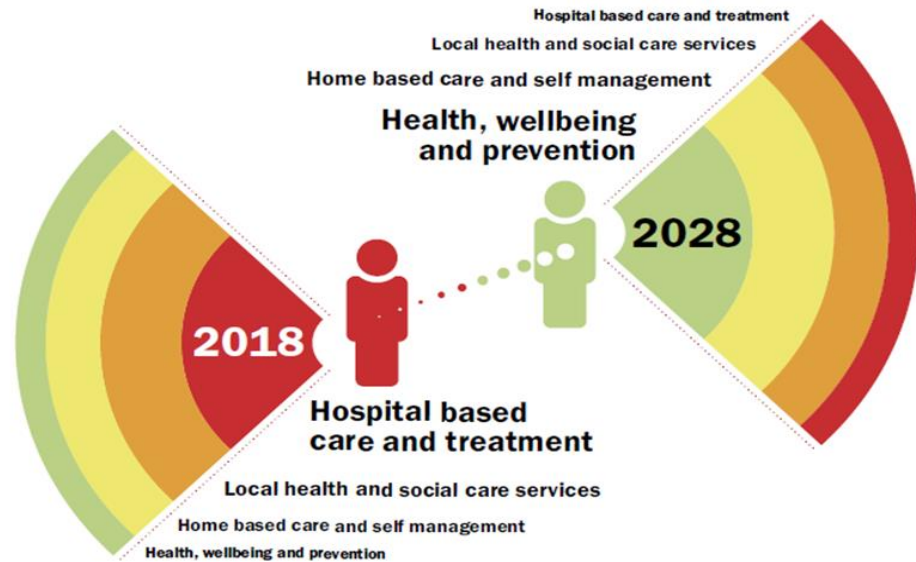 Hospital based care and treatment
Local health and social care services
Home based care and self management
Health, wellbeing
and prevention
2028
2018
Hospital based
care and treatment
Local health and social care services
Home based care and self management
Health, wellbeing and prevention